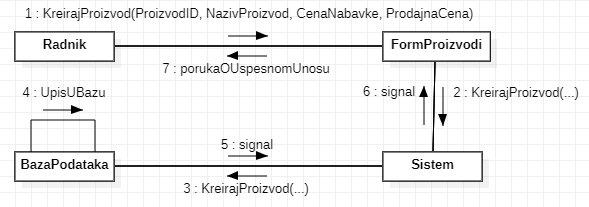 1 : KreirajProizvod(ProizvodID, NazivProizvod, CenaNabavke, ProdajnaCena)
Radnik
FormProizvodi
7 : porukaOUspesnomUnosu
4 : UpisUBazu
6 : signal
2 : KreirajProizvod(...)
5 : signal
BazaPodataka
Sistem
3 : KreirajProizvod(...)